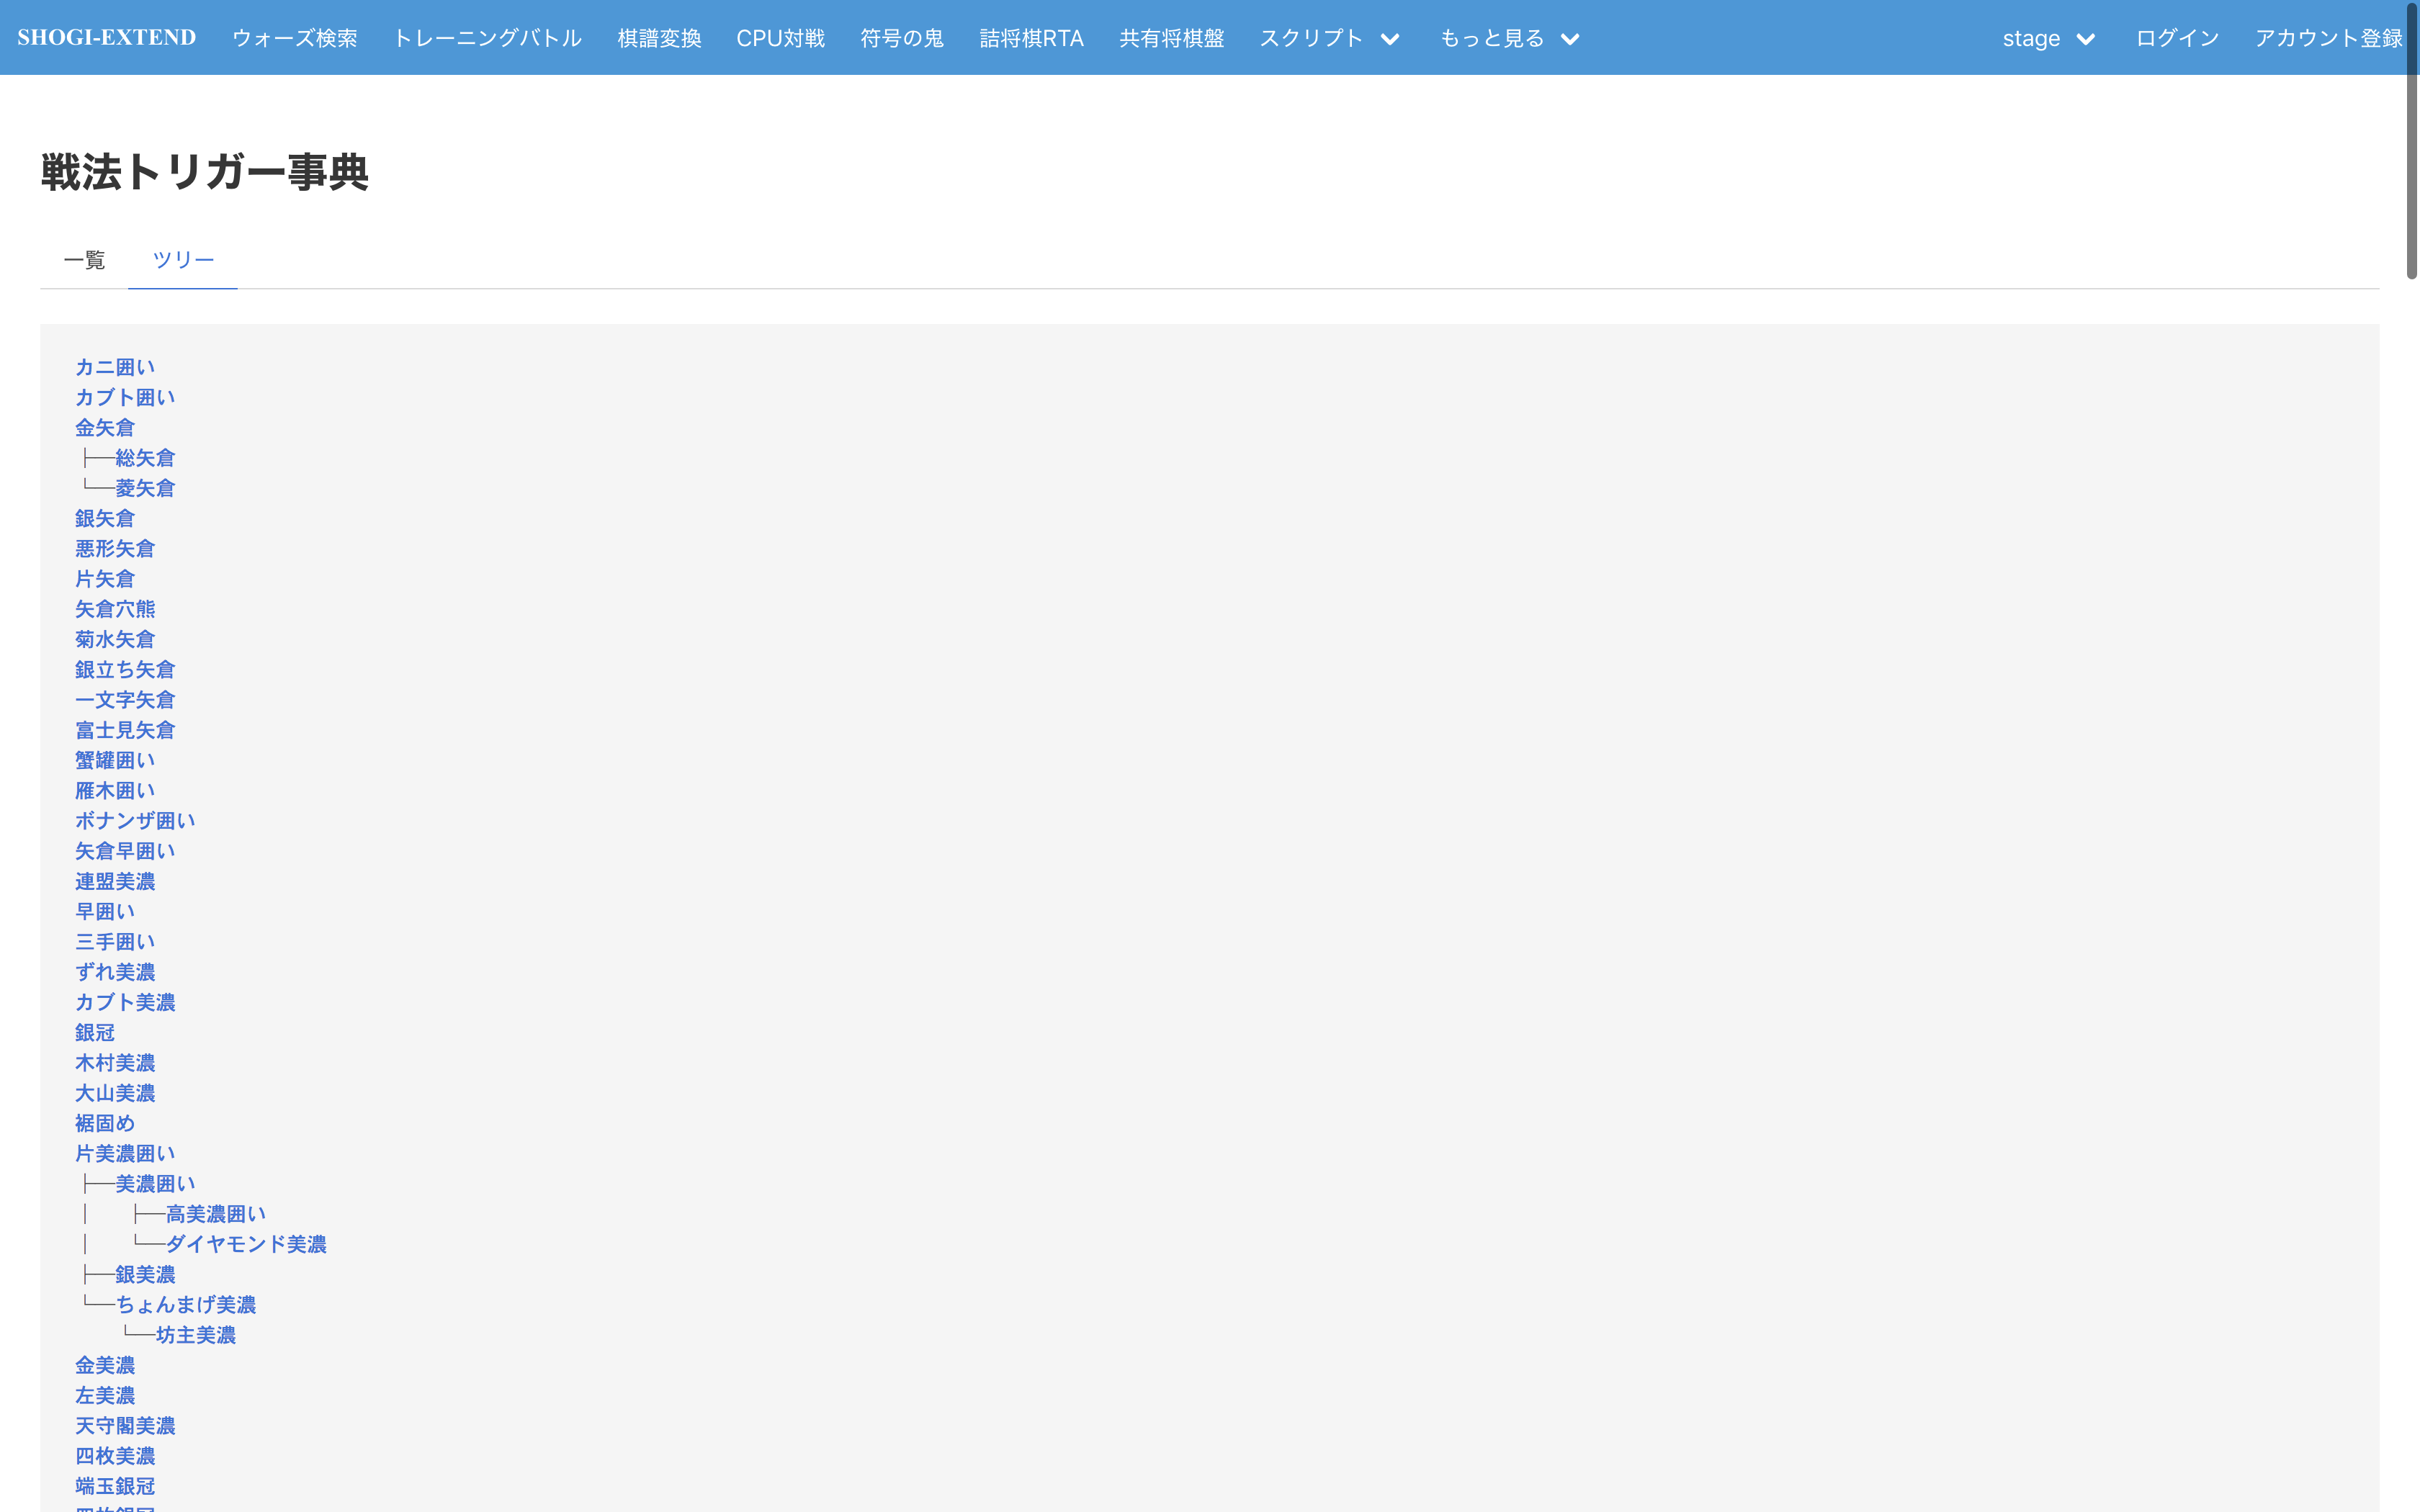 SHOGI-EXTEND ウォーズ検索 トレーニングバトル 棋譜変換 CPU対戦 符号の鬼 詰将棋RTA 共有将棋盤 スクリプト もっと見る stage ログイン アカウント登録
戦法トリガー事典
一覧 ツリー
カニ囲い
カブト囲い
金矢倉
├─総矢倉
└─菱矢倉
銀矢倉
悪形矢倉
片矢倉
矢倉穴熊
菊水矢倉
銀立ち矢倉
一文字矢倉
富士見矢倉
蟹罐囲い
雁木囲い
ボナンザ囲い
矢倉早囲い
連盟美濃
早囲い
三手囲い
ずれ美濃
カブト美濃
銀冠
木村美濃
大山美濃
裾固め
片美濃囲い
├─美濃囲い
│ ├─高美濃囲い
│ └─ダイヤモンド美濃
├─銀美濃
└─ちょんまげ美濃
└─坊主美濃
金美濃
左美濃
天守閣美濃
四枚美濃
端玉銀冠